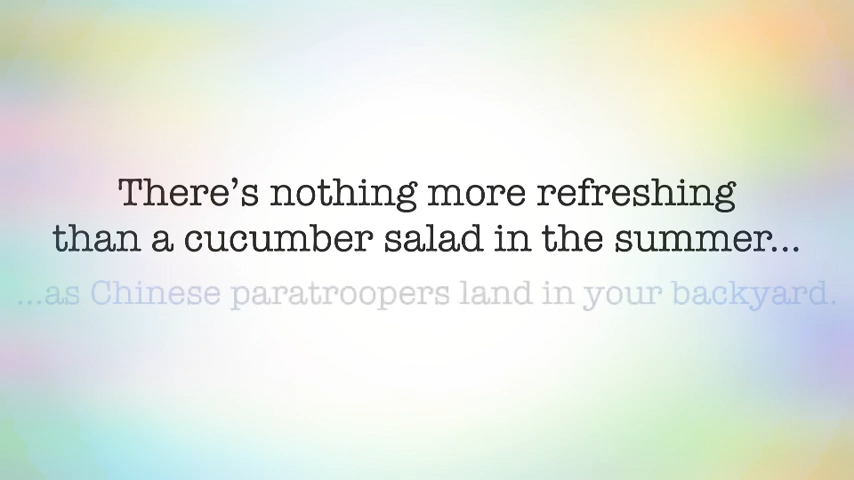 There’s nothing more refreshing
than a cucumber salad in the summer...
...as Chinese paratroopers land in your backyard.